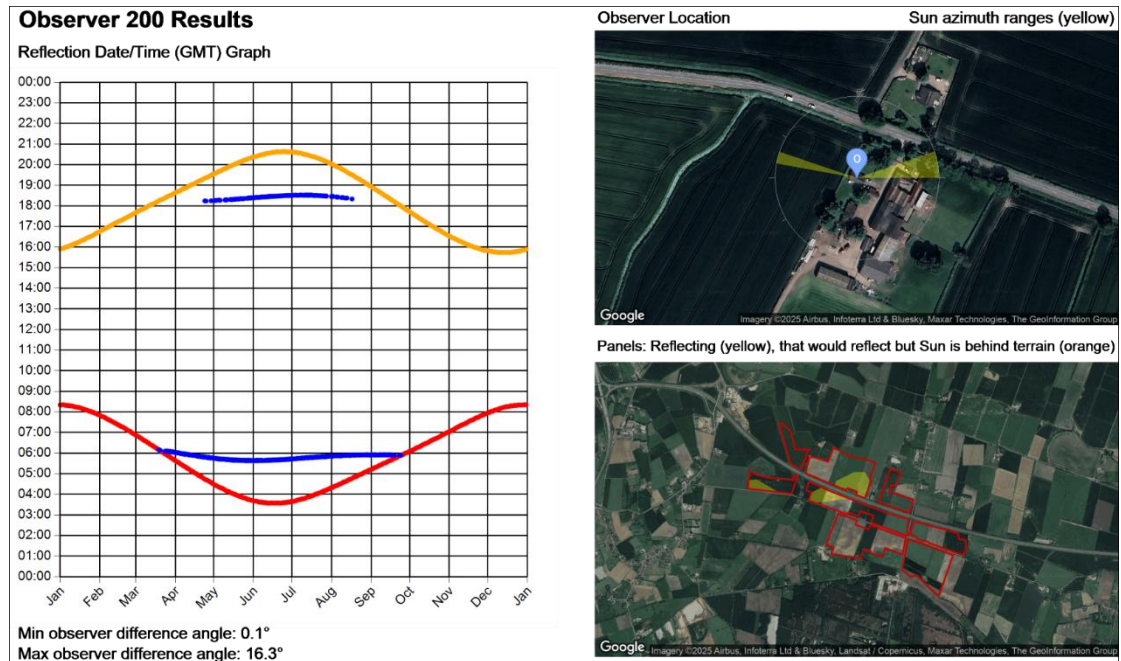 Observer 200 Results
Reflection Date/Time (GMT) Graph
00:00
23:00
22:00
21:00
20:00
19:00
18:00
17:00
16:00
15:00
14:00
13:00
12:00
11:00
10:00
09:00
08:00
07:00
06:00
05:00
04:00
03:00
02:00
01:00
00:00
Jan Feb Mar Apr May Jun Jul Aug Sep Oct Nov Dec Jan
Min observer difference angle: 0.1°
Max observer difference angle: 16.3°
Observer Location Sun azimuth ranges (yellow)
O
Google Imagery ©2025 Airbus, Infoterra Ltd & Bluesky, Maxar Technologies, The GeoInformation Group
Panels: Reflecting (yellow), that would reflect but Sun is behind terrain (orange)
Google Imagery ©2025 Airbus, Infoterra Ltd & Bluesky, Landsat / Copernicus, Maxar Technologies, The GeoInformation Group